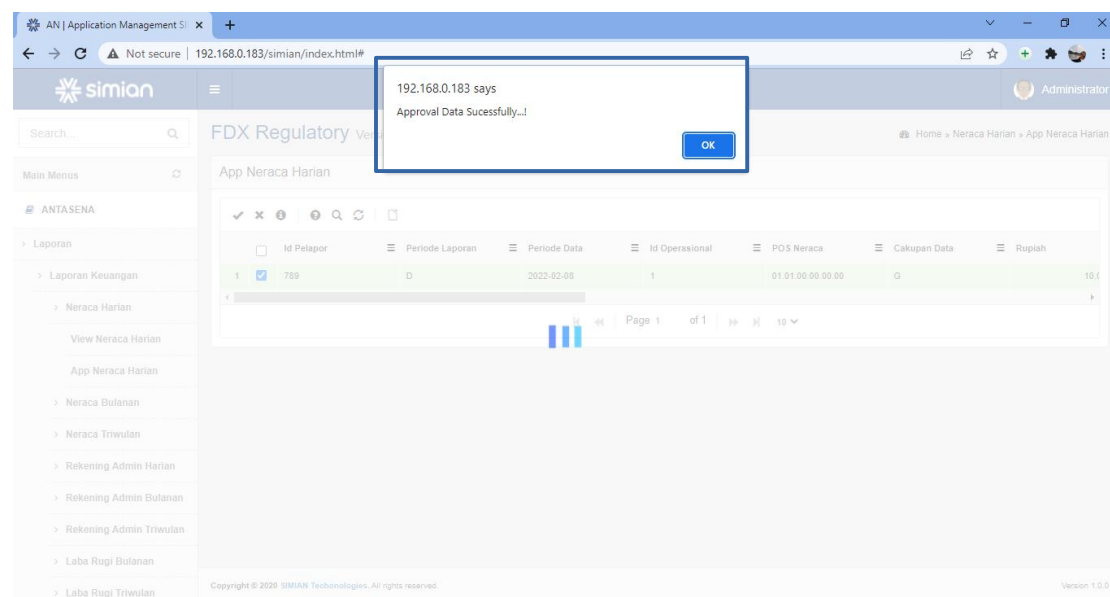 AN | Application Management SI
Not secure | 192.168.0.183/simian/index.html#
simian
Administrator
192.168.0.183 says
Approval Data Sucessfully...!
OK
Search...
FDX Regulatory
Home » Neraca Harian » App Neraca Harian
Main Menus
App Neraca Harian
ANTASENA
Laporan
Id Pelapor Periode Laporan Periode Data Id Operasional POS Neraca Cakupan Data Rupiah
1 789 D 2022-02-08 1 01.01.00.00.00.00 G
Laporan Keuangan
Neraca Harian
Page 1 of 1 10
View Neraca Harian
App Neraca Harian
Neraca Bulanan
Neraca Triwulan
Rekening Admin Harian
Rekening Admin Bulanan
Rekening Admin Triwulan
Laba Rugi Bulanan
Laba Rugi Triwulan
Copyright © 2020 SIMIAN Techonologies. All rights reserved.
Version 1.0.0